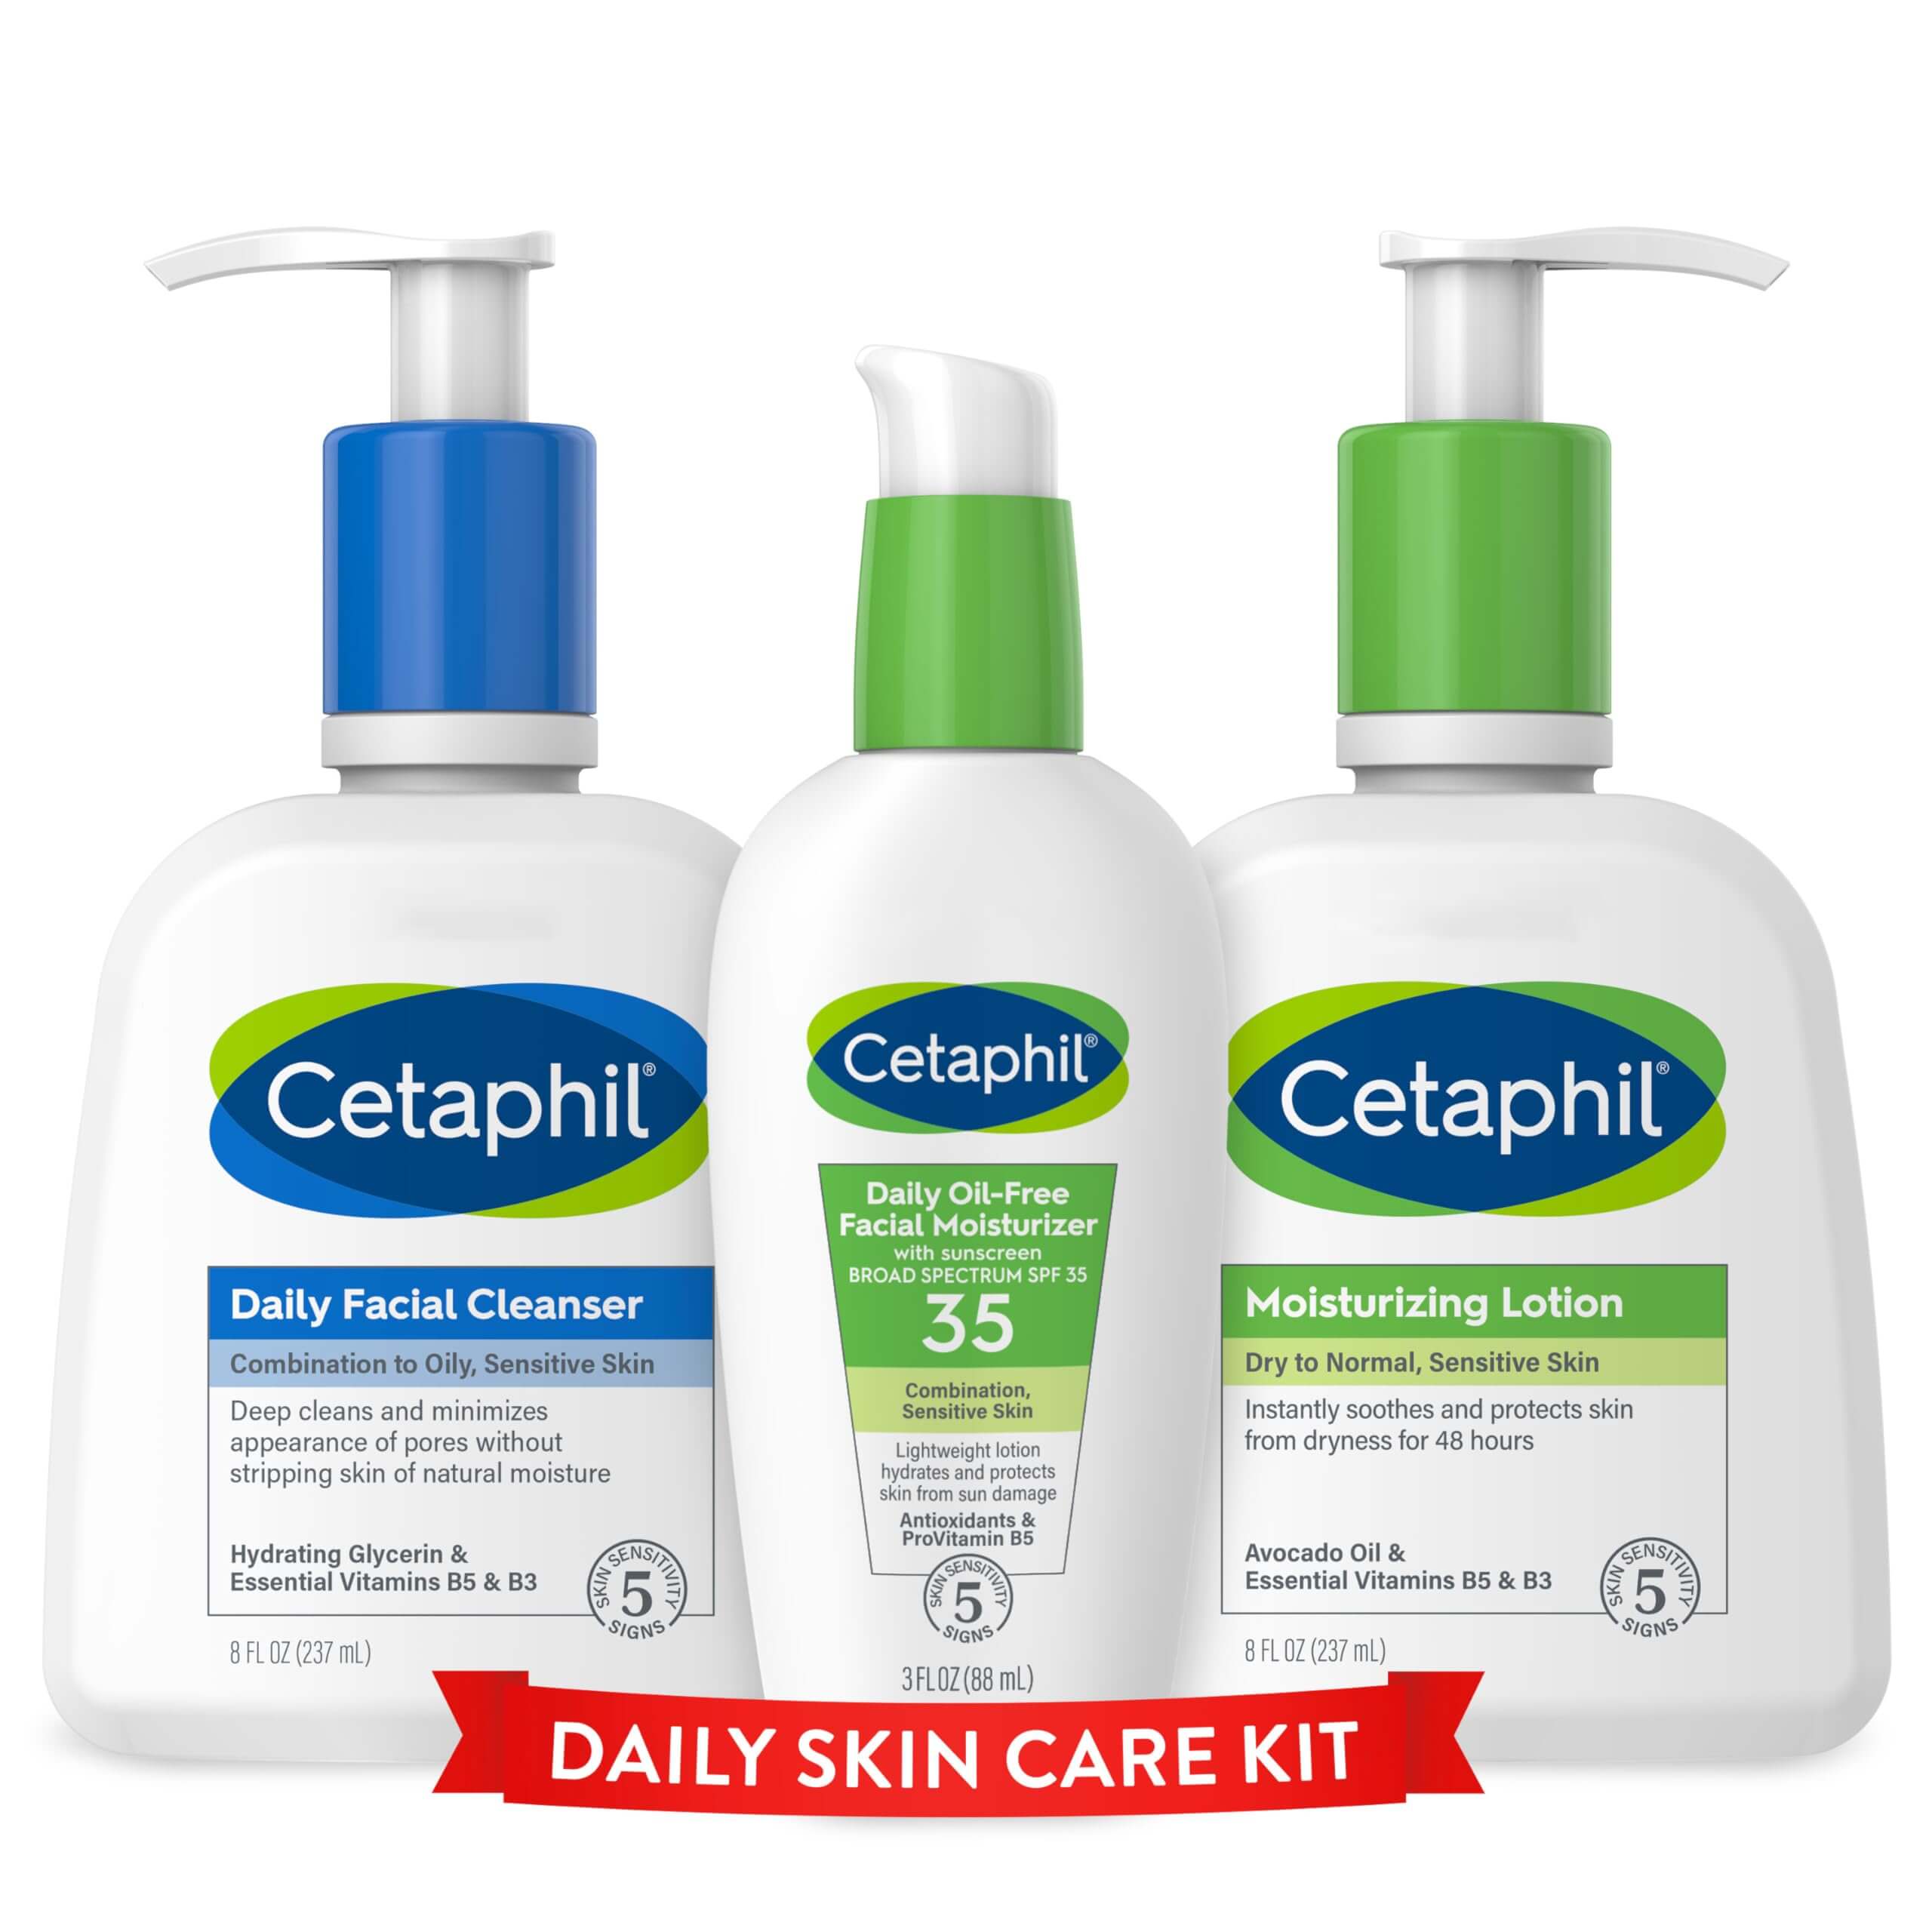 Cetaphil®
Daily Facial Cleanser
Combination to Oily, Sensitive Skin
Deep cleans and minimizes
appearance of pores without
stripping skin of natural moisture
Hydrating Glycerin &
Essential Vitamins B5 & B3
SKIN SENSITIVITY
5
SIGNS
8 FL OZ (237 mL)
Cetaphil®
Daily Oil-Free
Facial Moisturizer
with sunscreen
BROAD SPECTRUM SPF 35
35
Combination,
Sensitive Skin
Lightweight lotion
hydrates and protects
skin from sun damage
Antioxidants &
ProVitamin B5
SKIN SENSITIVITY
5
SIGNS
3 FL OZ (88 mL)
Cetaphil®
Moisturizing Lotion
Dry to Normal, Sensitive Skin
Instantly soothes and protects skin
from dryness for 48 hours
Avocado Oil &
Essential Vitamins B5 & B3
SKIN SENSITIVITY
5
SIGNS
8 FL OZ (237 mL)
DAILY SKIN CARE KIT